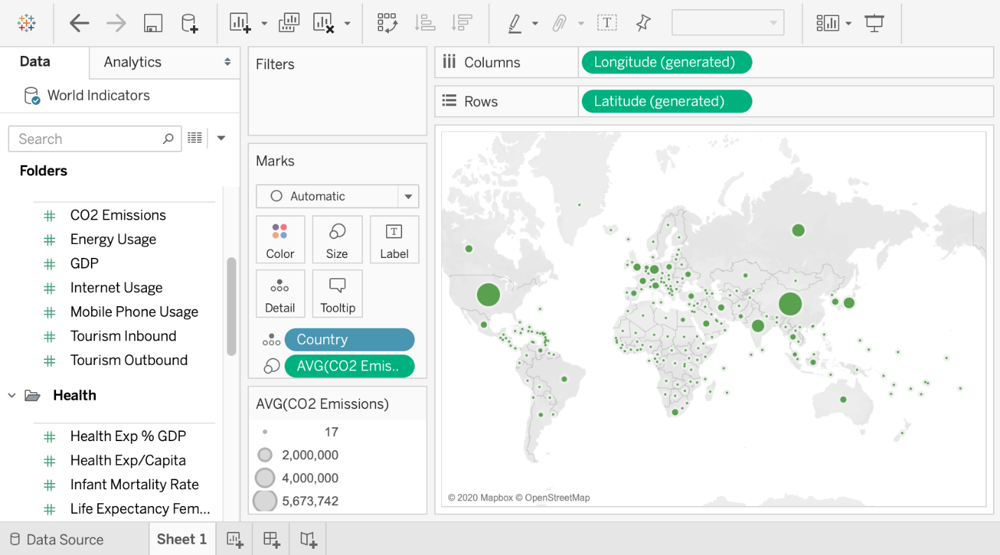 Data
Analytics
World Indicators
Search
Folders
CO2 Emissions
Energy Usage
GDP
Internet Usage
Mobile Phone Usage
Tourism Inbound
Tourism Outbound
Health
Health Exp % GDP
Health Exp/Capita
Infant Mortality Rate
Life Expectancy Fem...
Filters
Marks
Automatic
Color
Size
T
Label
Detail
Tooltip
Country
AVG(CO2 Emis..
AVG(CO2 Emissions)
17
2,000,000
4,000,000
5,673,742
T
Columns
Longitude (generated)
Rows
Latitude (generated)
© 2020 Mapbox © OpenStreetMap
Data Source
Sheet 1